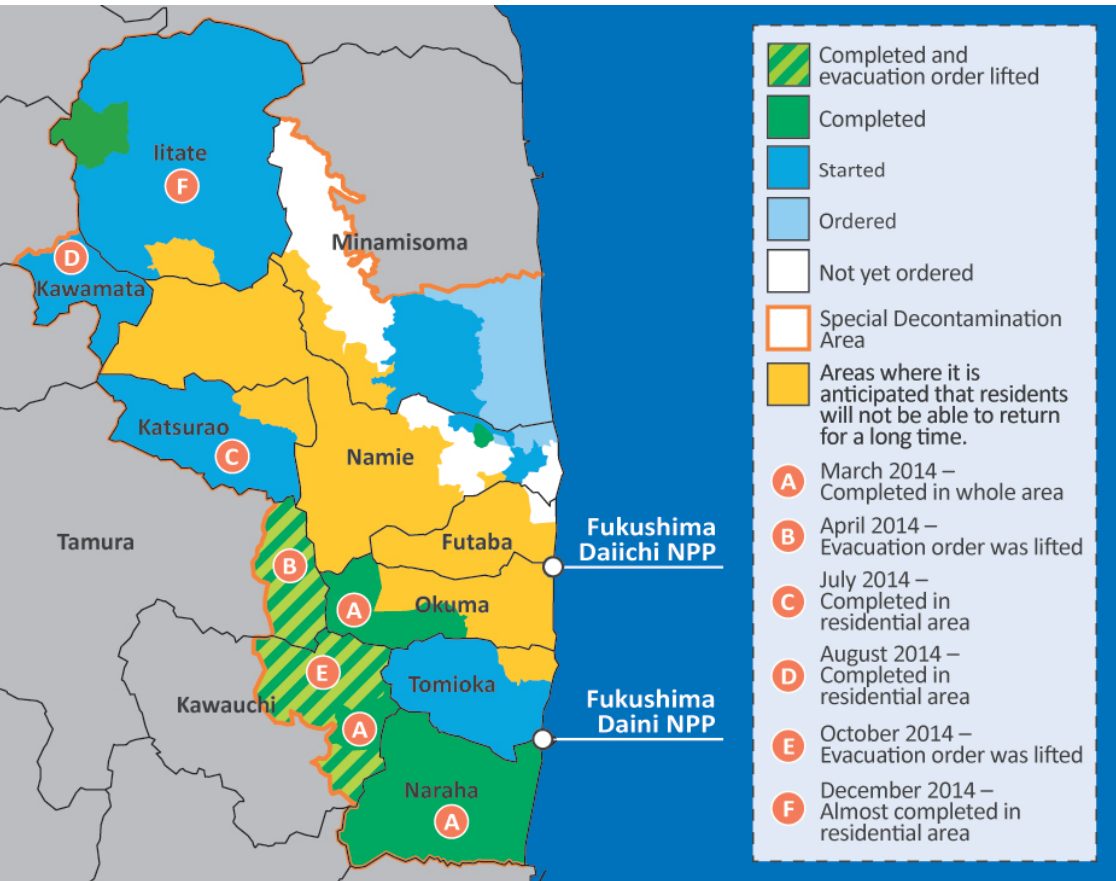 Iitate
F
Minamisoma
D
Kawamata
Katsurao
C
Namie
Tamura
Futaba
Fukushima
Daiichi NPP
B
A
Okuma
E
Tomioka
Kawauchi
A
Fukushima
Daini NPP
Naraha
A
Completed and
evacuation order lifted
Completed
Started
Ordered
Not yet ordered
Special Decontamination
Area
Areas where it is
anticipated that residents
will not be able to return
for a long time.
A
March 2014 –
Completed in whole area
B
April 2014 –
Evacuation order was lifted
C
July 2014 –
Completed in
residential area
D
August 2014 –
Completed in
residential area
E
October 2014 –
Evacuation order was lifted
F
December 2014 –
Almost completed in
residential area